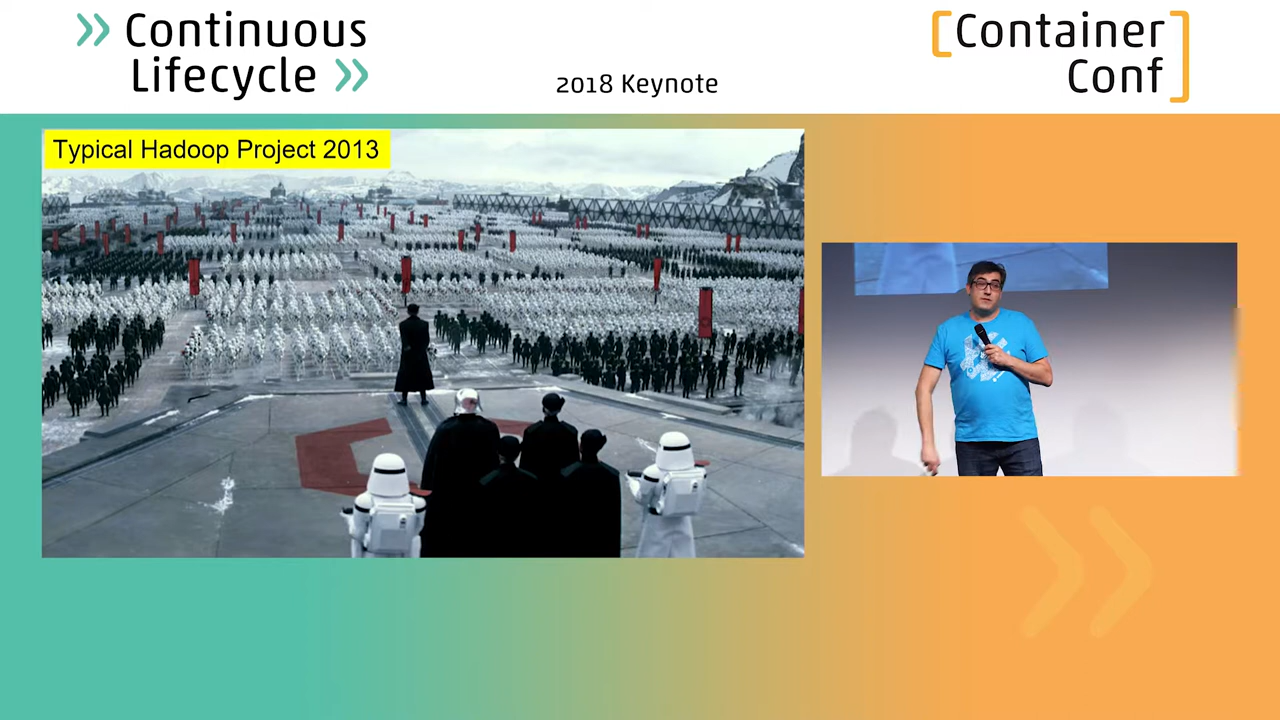 Continuous
Lifecycle
2018 Keynote
Container
Conf
Typical Hadoop Project 2013